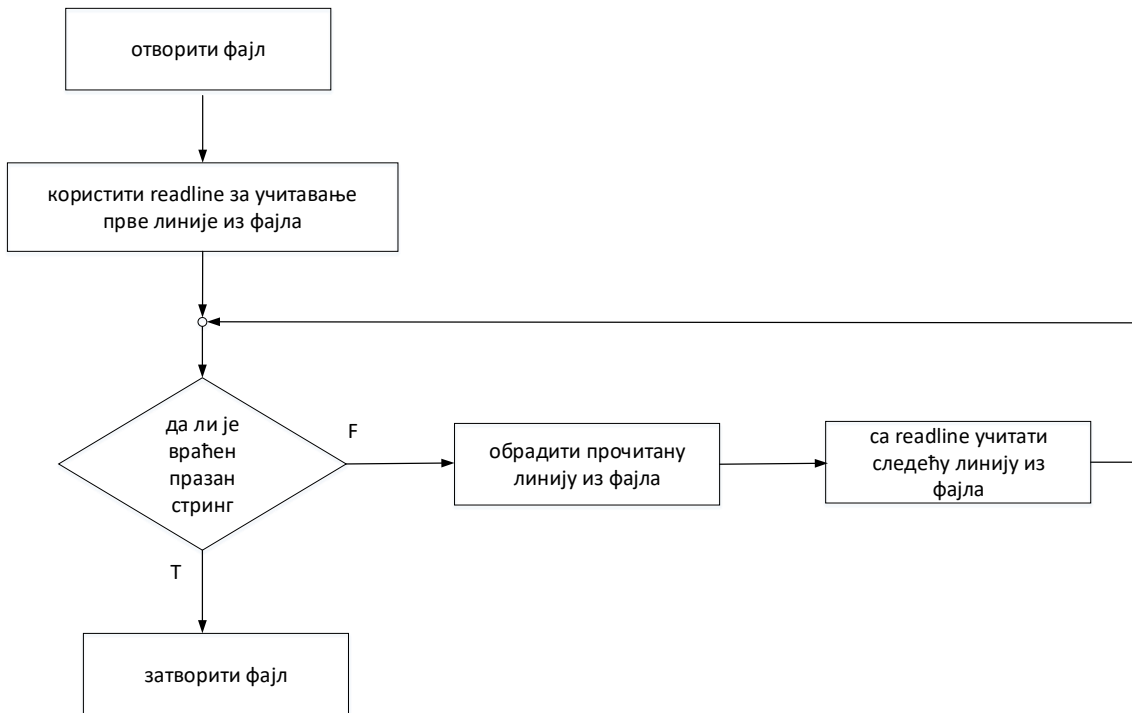 отворити фајл
користити readline за учитавање
прве линије из фајла
да ли је
враћен
празан
стринг
F
обрадити прочитану
линију из фајла
са readline учитати
следећу линију из
фајла
T
затворити фајл